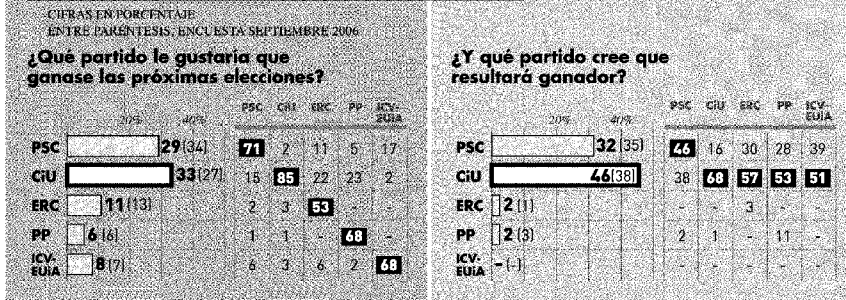 CIFRAS EN PORCENTAJE
ENTRE PARÉNTESIS, ENCUESTA SEPTIEMBRE 2006
¿Qué partido le gustaría que
ganase las próximas elecciones?
20% 40% PSC CiU ERC PP ICV-
EUiA
PSC 29 (34) 71 2 11 5 17
CiU 33 (27) 15 85 22 23 2
ERC 11 (13) 2 3 53 - -
PP 6 (6) 1 1 - 68 -
ICV-
EUiA 8 (7) 6 3 6 2 68
¿Y qué partido cree que
resultará ganador?
20% 40% PSC CiU ERC PP ICV-
EUiA
PSC 32 (35) 46 16 30 28 39
CiU 46 (38) 38 68 57 53 51
ERC 2 (1) - - 3 - -
PP 2 (3) 2 1 - 11 -
ICV-
EUiA - (-) - - - - -